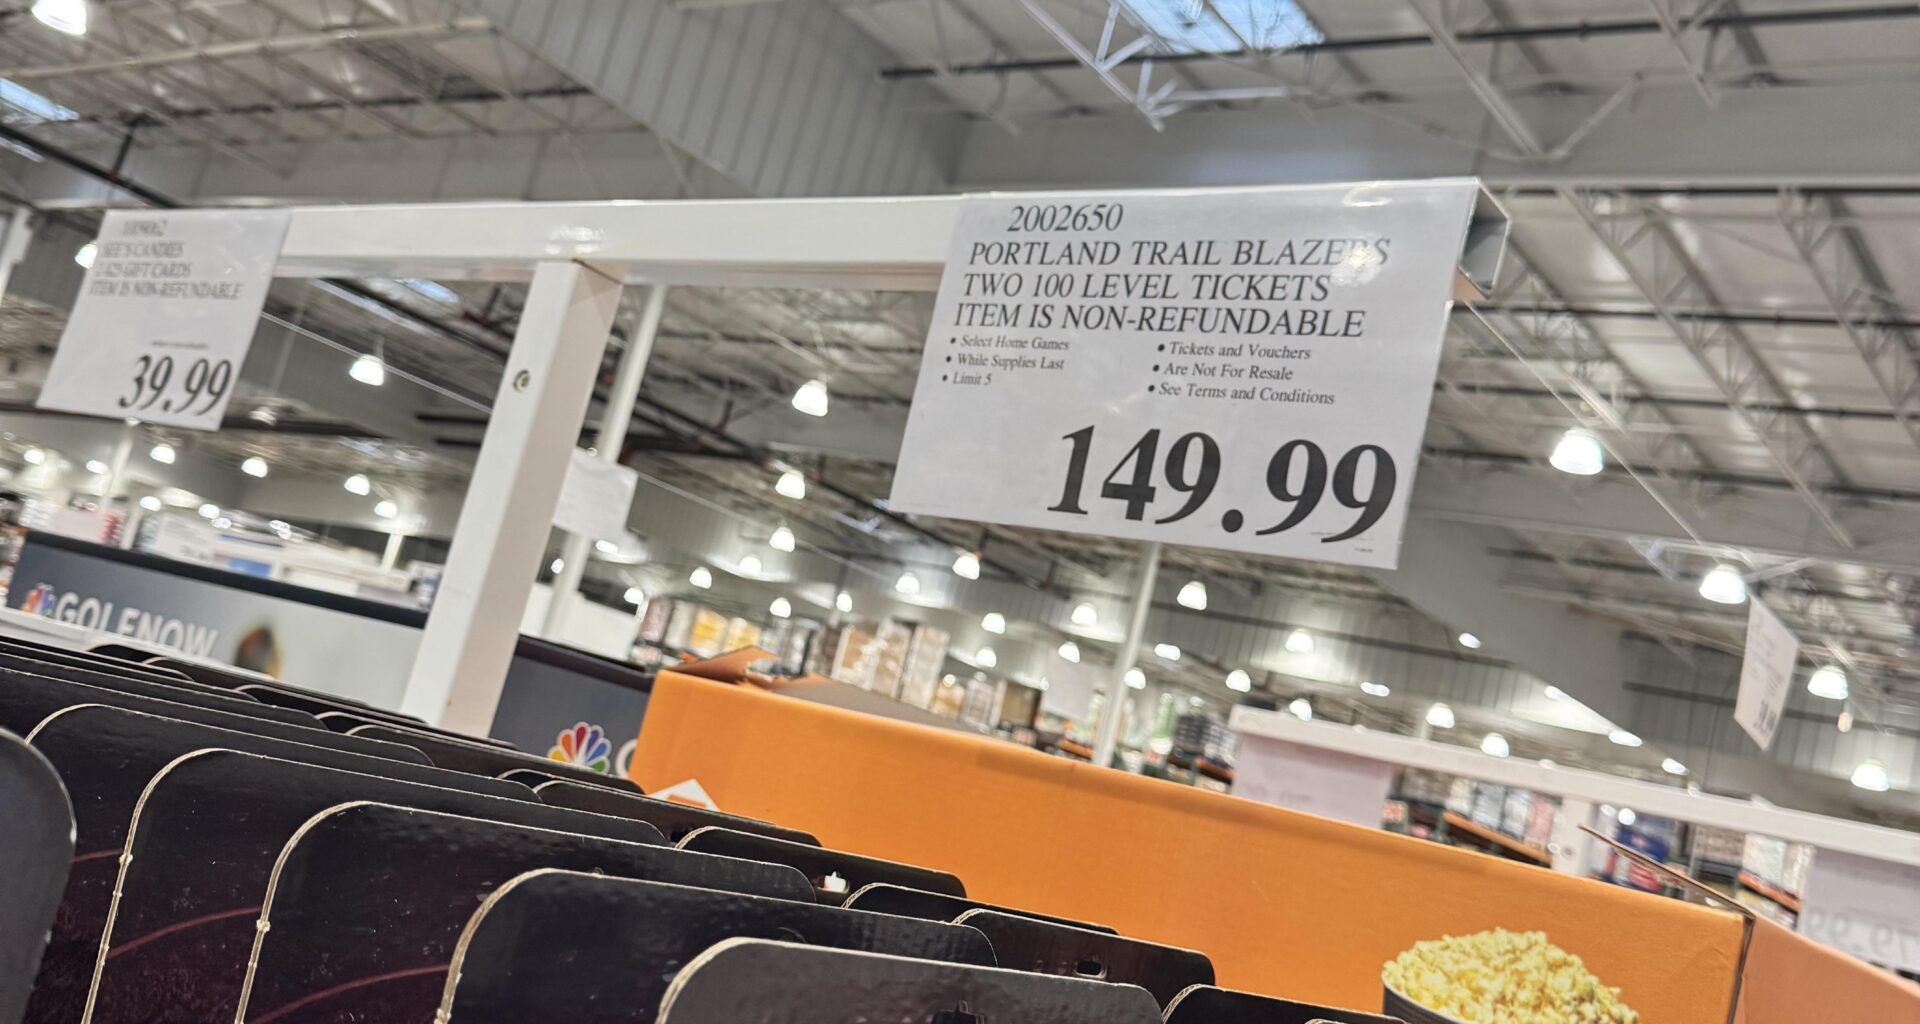 SEE'S CANDIES
GIFT CARDS
ITEM IS NON-REFUNDABLE
39.99
2002650
PORTLAND TRAIL BLAZERS
TWO 100 LEVEL TICKETS
ITEM IS NON-REFUNDABLE
• Select Home Games
• While Supplies Last
• Limit 5
• Tickets and Vouchers
• Are Not For Resale
• See Terms and Conditions
149.99
GOLFNOW